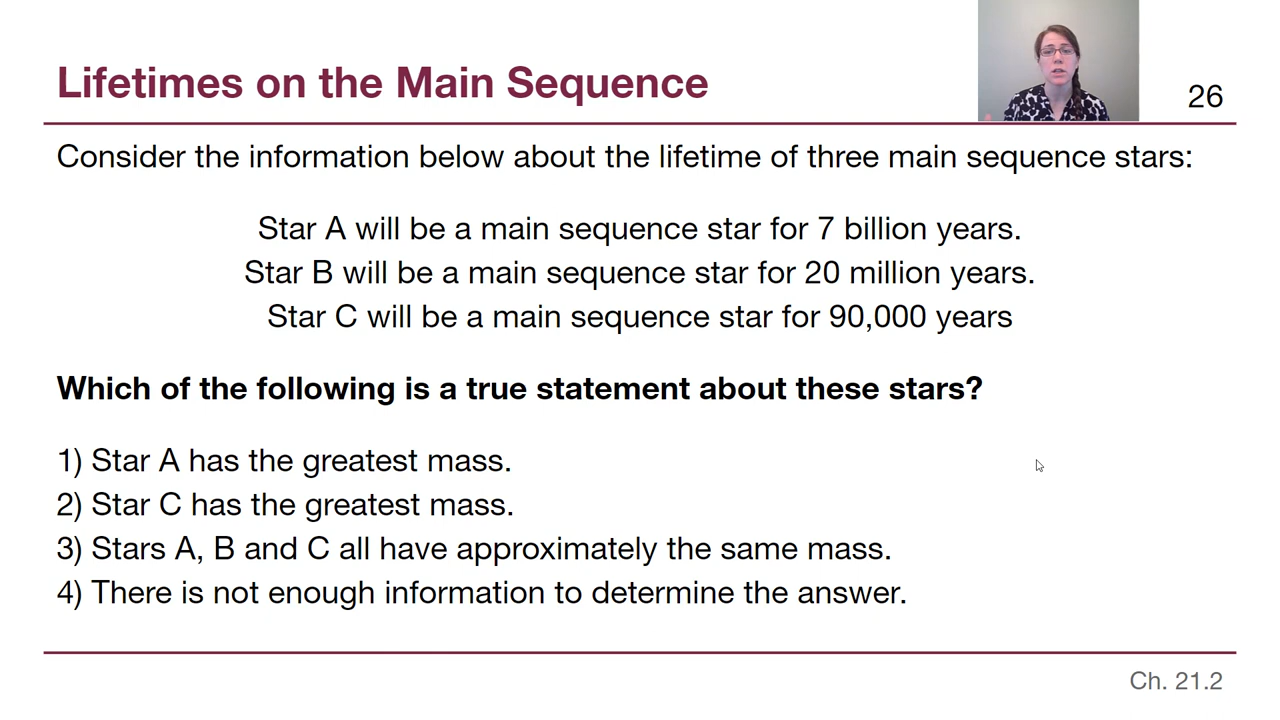 Lifetimes on the Main Sequence
26
Consider the information below about the lifetime of three main sequence stars:
Star A will be a main sequence star for 7 billion years.
Star B will be a main sequence star for 20 million years.
Star C will be a main sequence star for 90,000 years
Which of the following is a true statement about these stars?
1) Star A has the greatest mass.
2) Star C has the greatest mass.
3) Stars A, B and C all have approximately the same mass.
4) There is not enough information to determine the answer.
Ch. 21.2